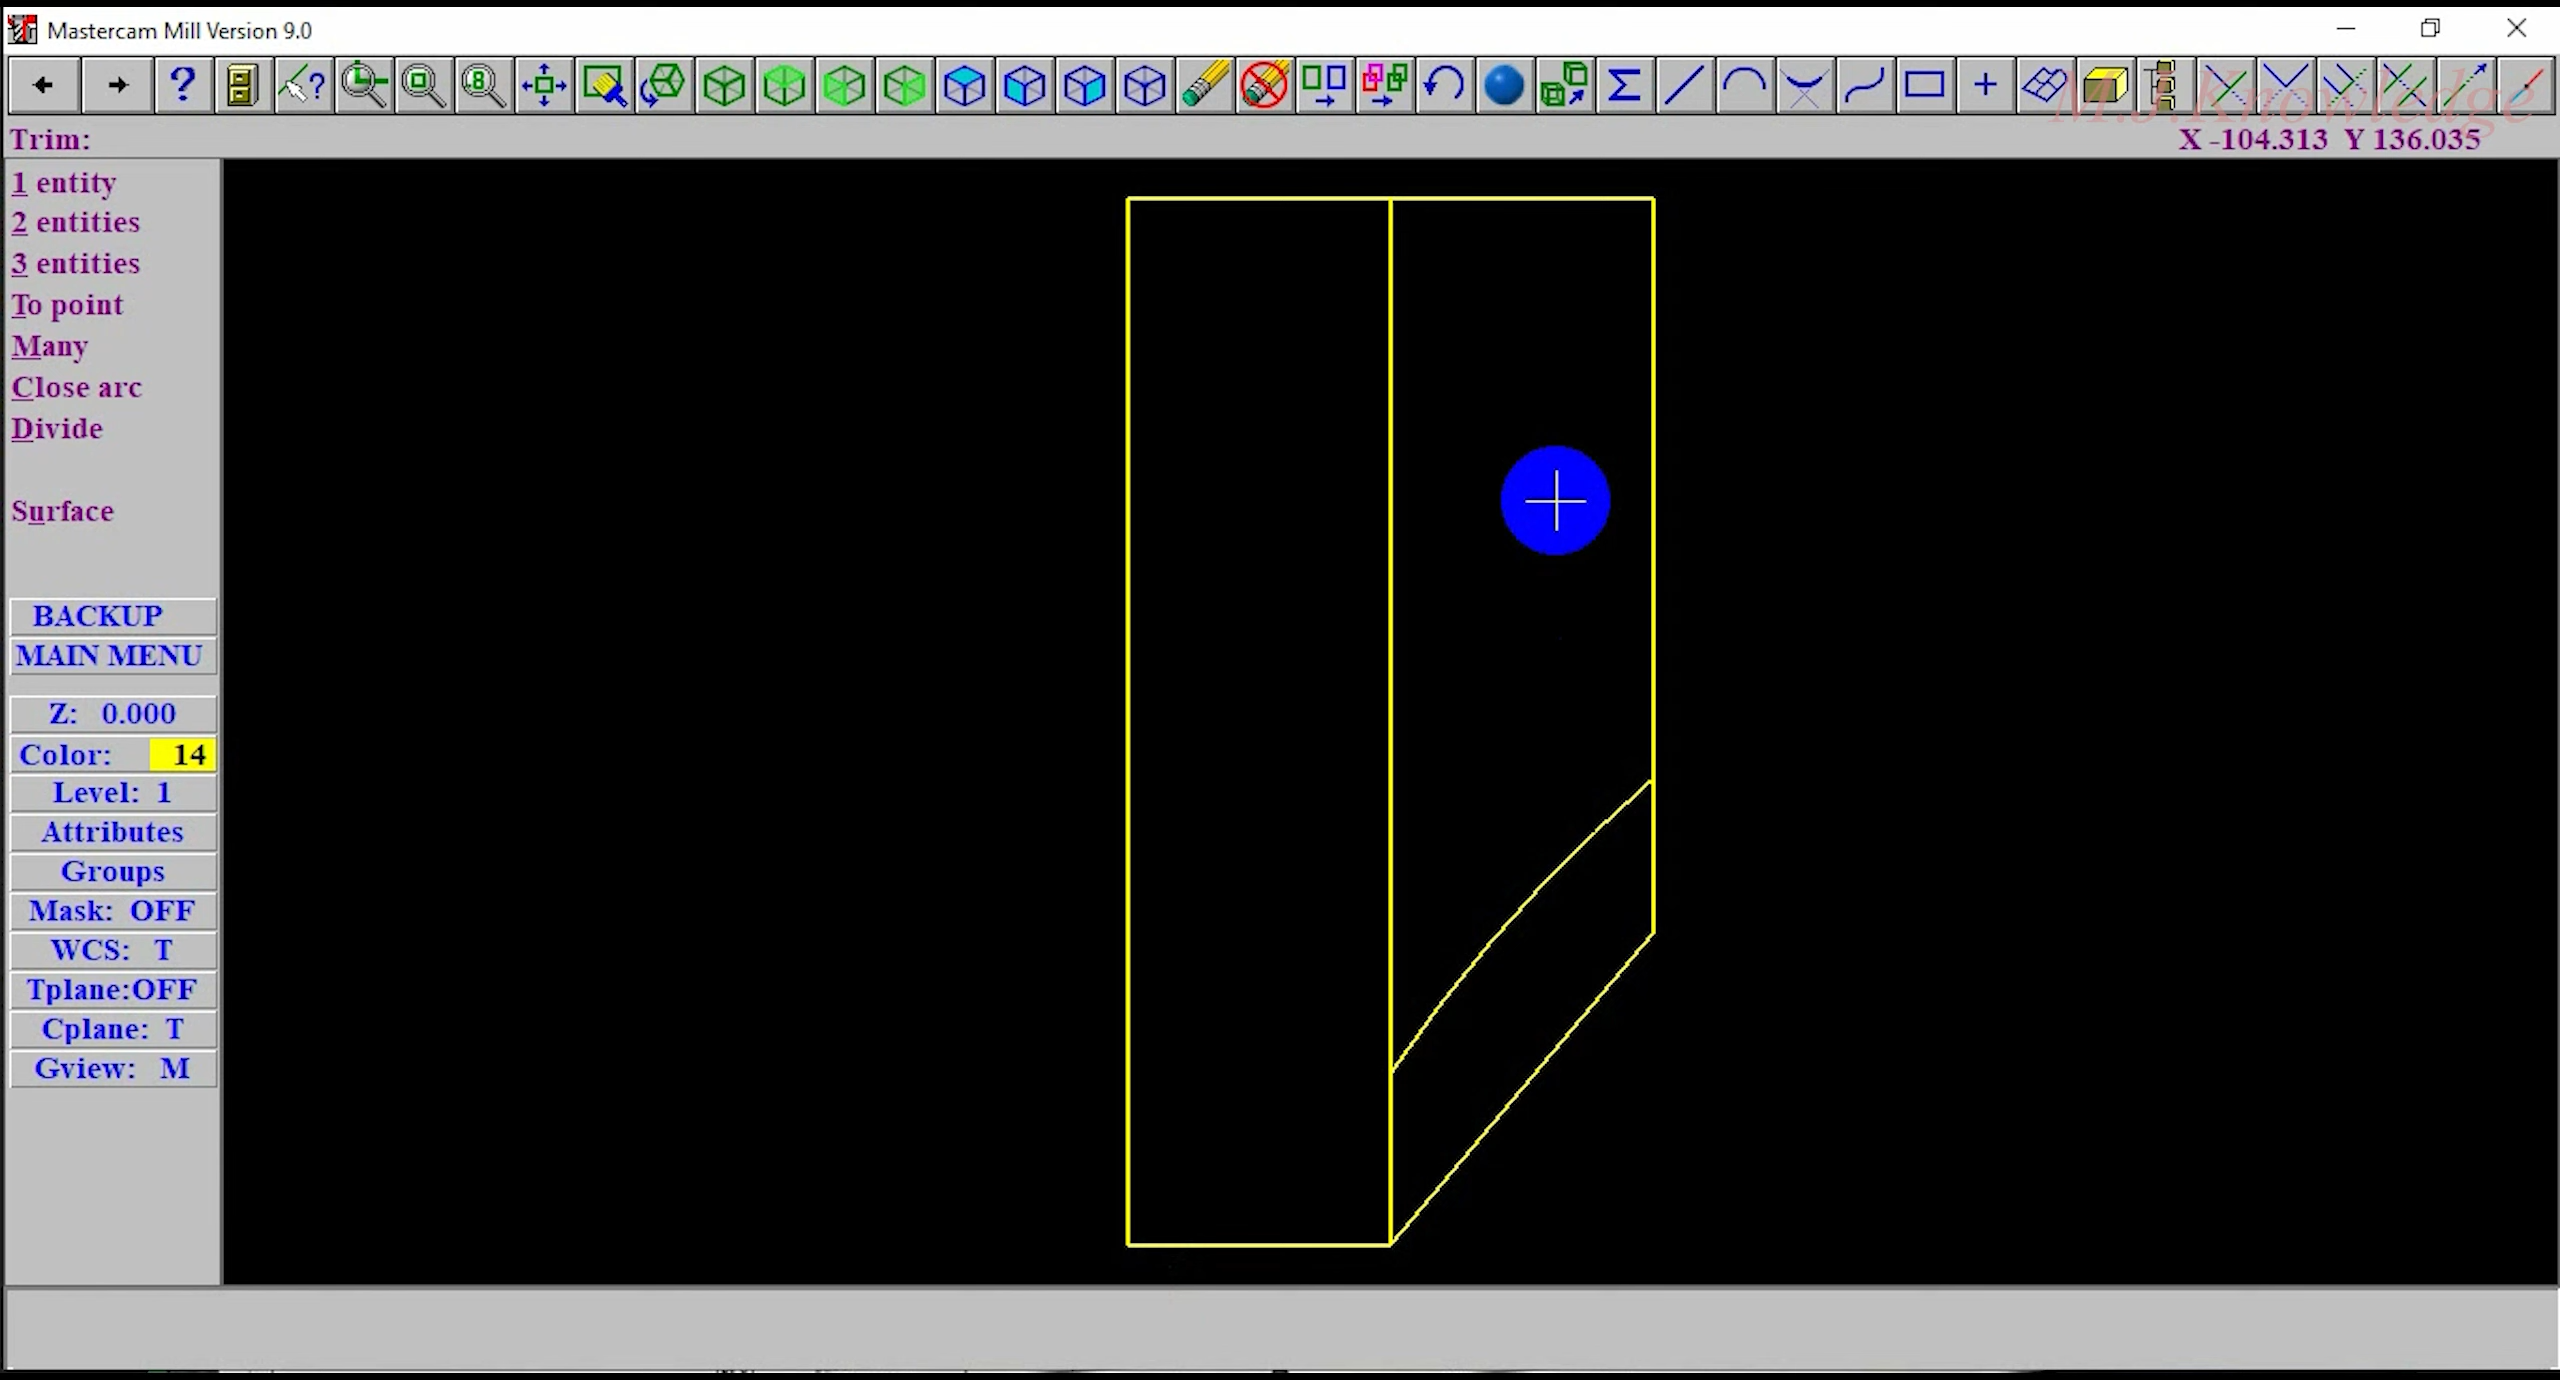 Mastercam Mill Version 9.0
M.J.Knowledge
Trim:
X -104.313 Y 136.035
1 entity
2 entities
3 entities
To point
Many
Close arc
Divide
Surface
BACKUP
MAIN MENU
Z: 0.000
Color: 14
Level: 1
Attributes
Groups
Mask: OFF
WCS: T
Tplane:OFF
Cplane: T
Gview: M